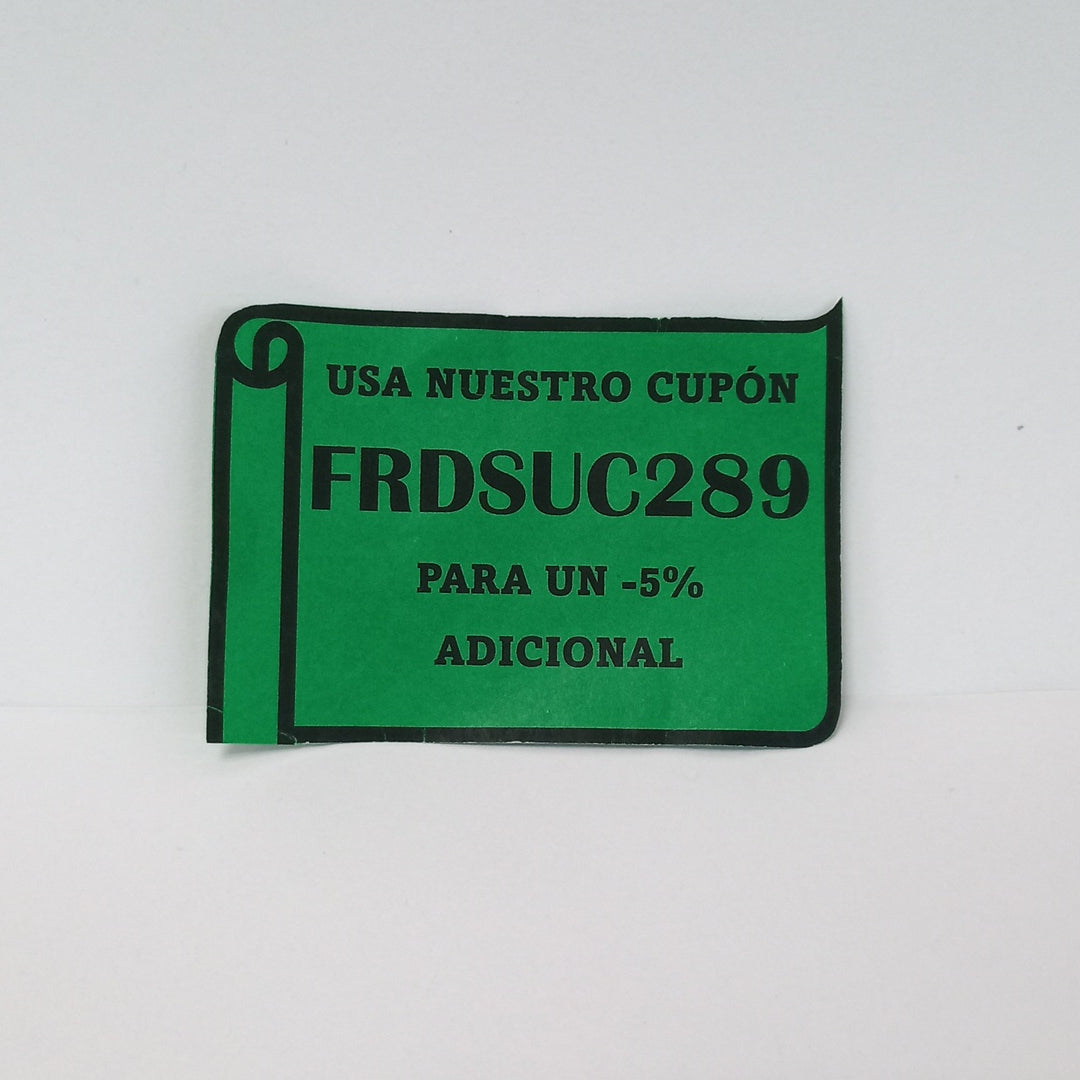 USA NUESTRO CUPÓN
FRDSUC289
PARA UN -5%
ADICIONAL